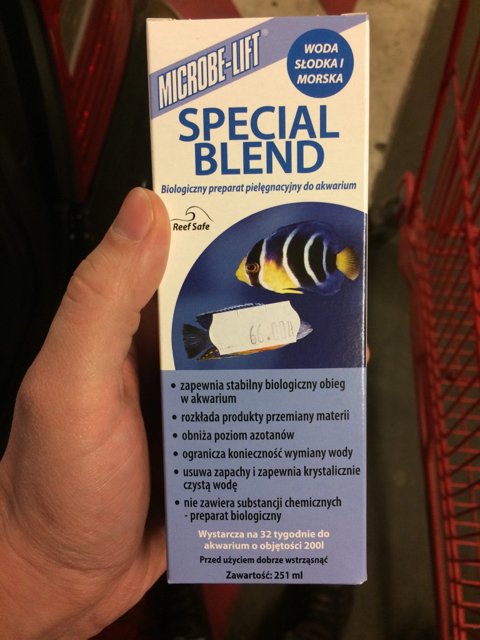 MICROBE-LIFT®
WODA
SŁODKA I
MORSKA
SPECIAL
BLEND
Biologiczny preparat pielęgnacyjny do akwarium
Reef Safe
66.00
• zapewnia stabilny biologiczny obieg
w akwarium
• rozkłada produkty przemiany materii
• obniża poziom azotanów
• ogranicza konieczność wymiany wody
• usuwa zapachy i zapewnia krystalicznie
czystą wodę
• nie zawiera substancji chemicznych
- preparat biologiczny
Wystarcza na 32 tygodnie do
akwarium o objętości 200l
Przed użyciem dobrze wstrząsnąć
Zawartość: 251 ml